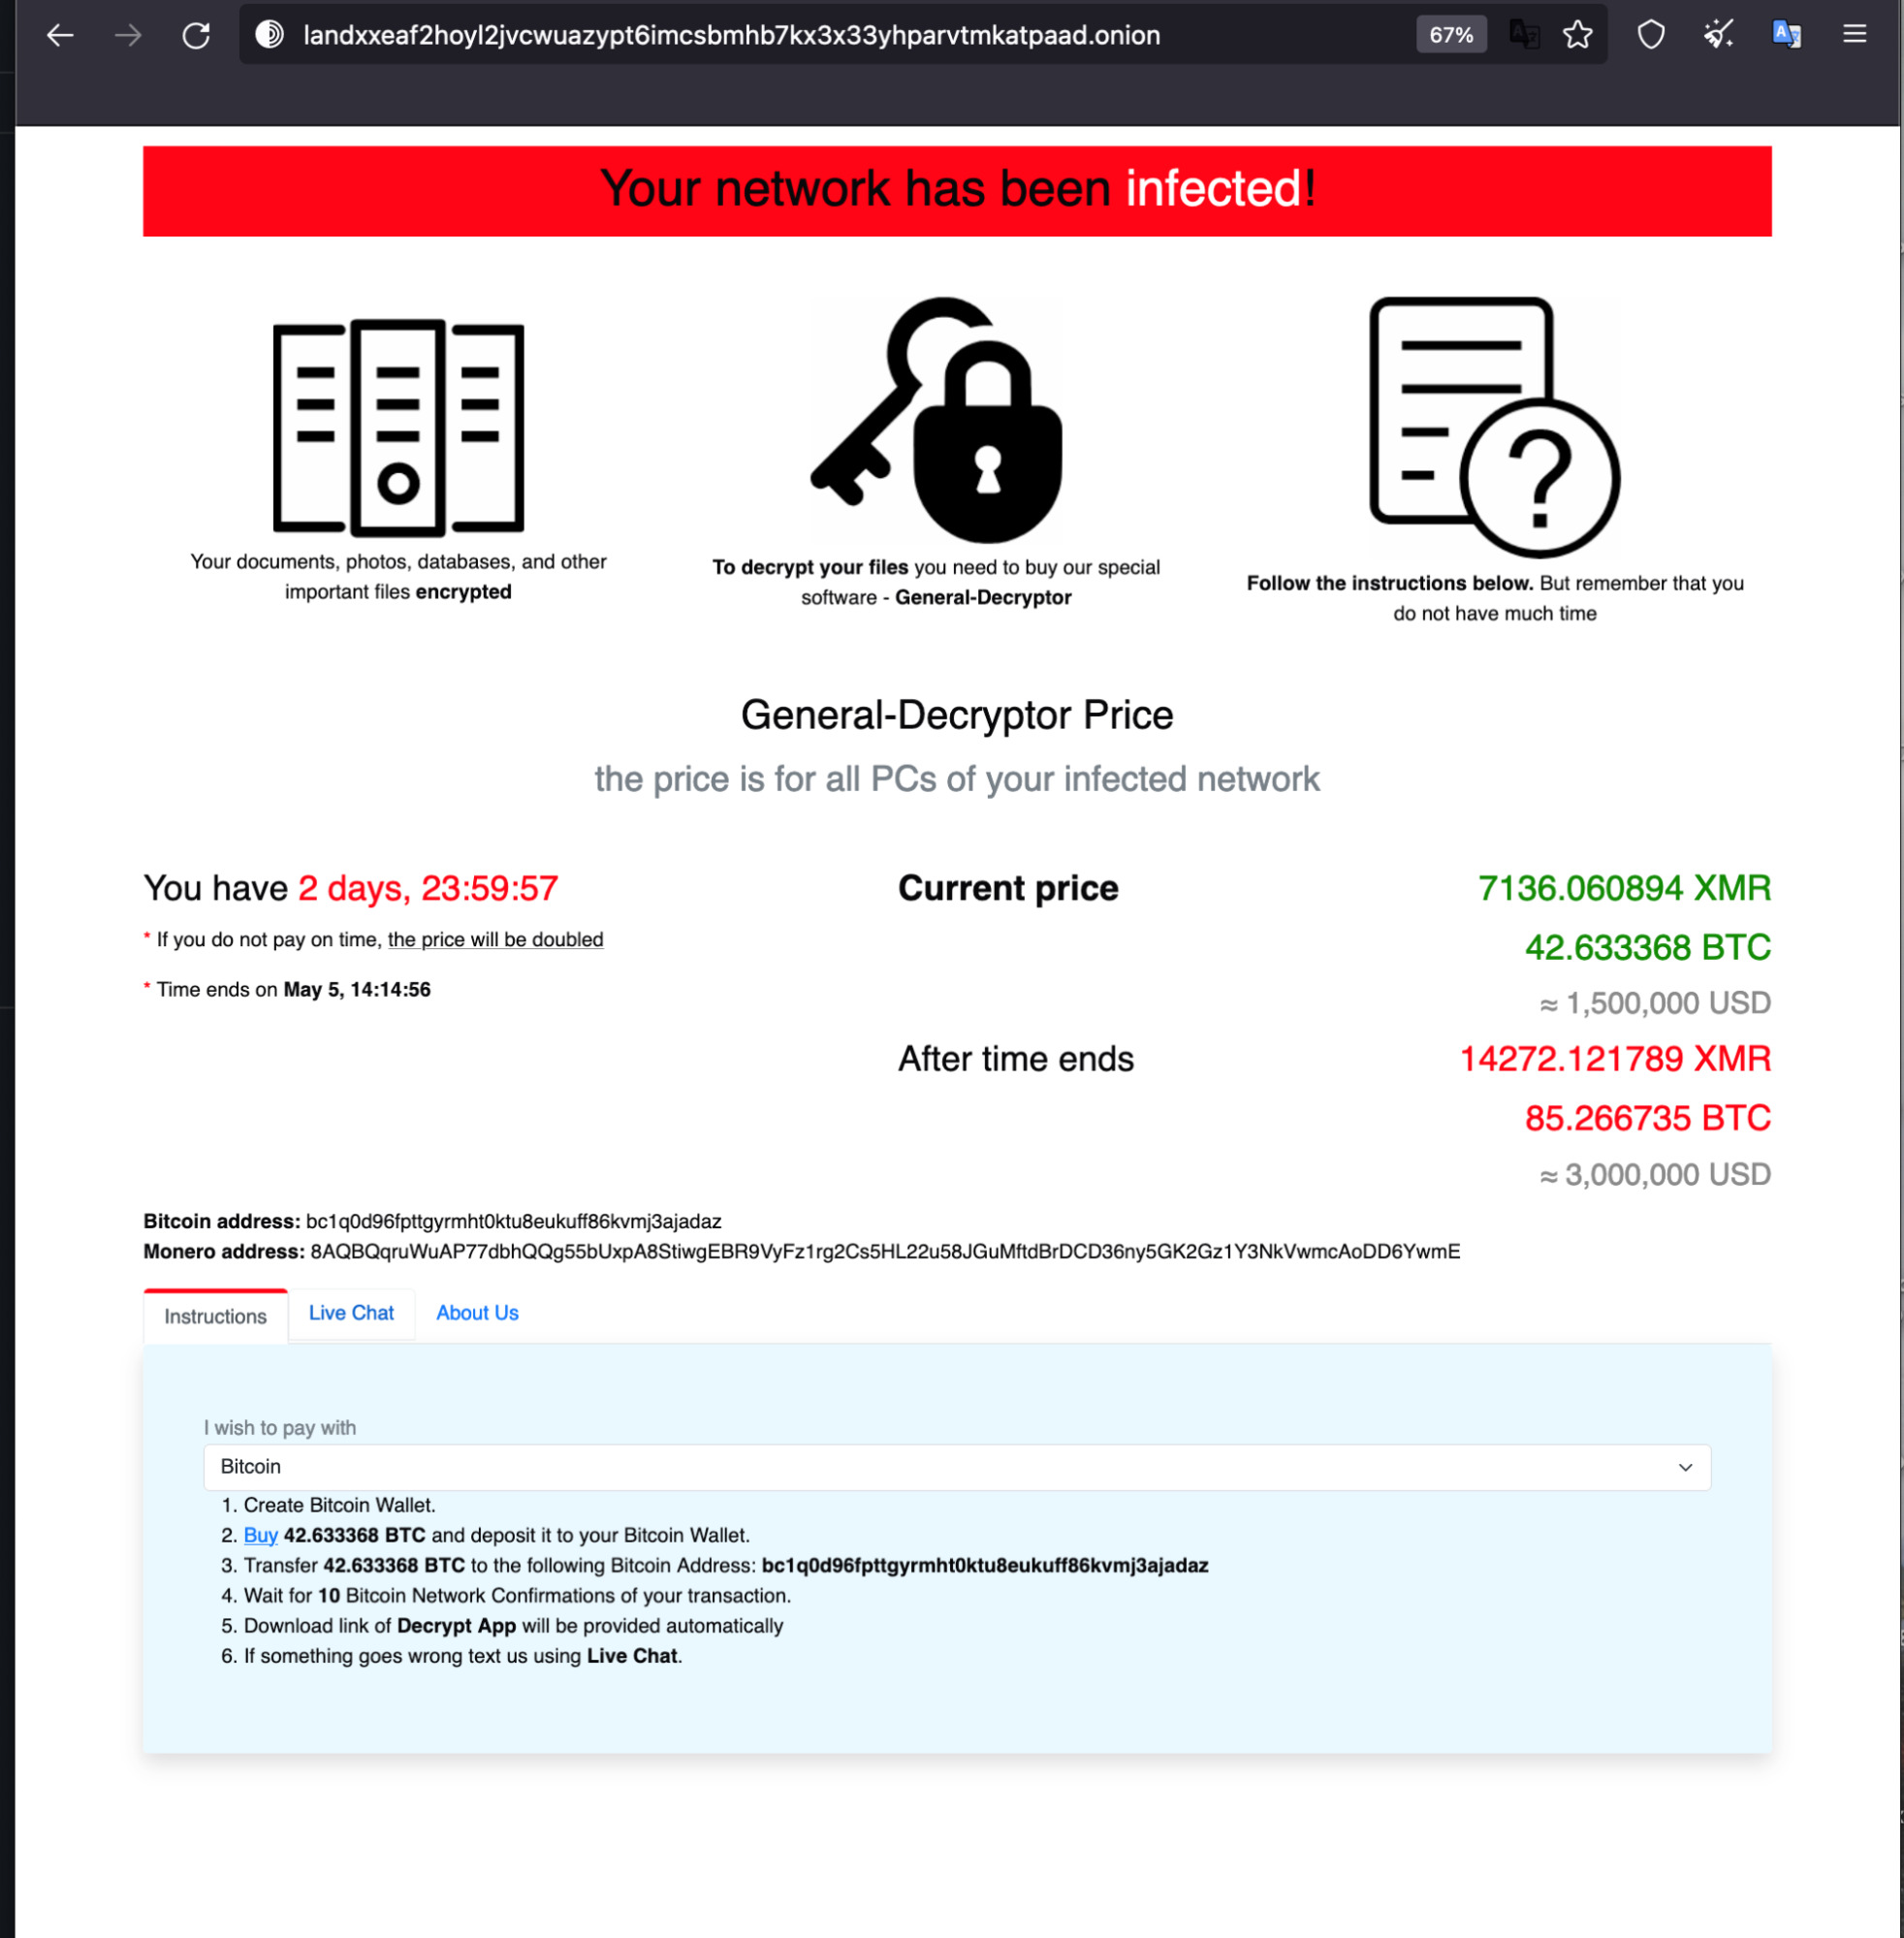 landxxeaf2hoyl2jvcwuazypt6imcsbmhb7kx3x33yhparvtmkatpaad.onion
67%
Your network has been infected!
Your documents, photos, databases, and other
important files encrypted
To decrypt your files you need to buy our special
software - General-Decryptor
Follow the instructions below. But remember that you
do not have much time
General-Decryptor Price
the price is for all PCs of your infected network
You have 2 days, 23:59:57
* If you do not pay on time, the price will be doubled
* Time ends on May 5, 14:14:56
Current price
7136.060894 XMR
42.633368 BTC
≈ 1,500,000 USD
After time ends
14272.121789 XMR
85.266735 BTC
≈ 3,000,000 USD
Bitcoin address: bc1q0d96fpttgyrmht0ktu8eukuff86kvmj3ajadaz
Monero address: 8AQBQqruWuAP77dbhQQg55bUxpA8StiwgEBR9VyFz1rg2Cs5HL22u58JGuMftdBrDCD36ny5GK2Gz1Y3NkVwmcAoDD6YwmE
Instructions
Live Chat
About Us
I wish to pay with
Bitcoin
1. Create Bitcoin Wallet.
2. Buy 42.633368 BTC and deposit it to your Bitcoin Wallet.
3. Transfer 42.633368 BTC to the following Bitcoin Address: bc1q0d96fpttgyrmht0ktu8eukuff86kvmj3ajadaz
4. Wait for 10 Bitcoin Network Confirmations of your transaction.
5. Download link of Decrypt App will be provided automatically
6. If something goes wrong text us using Live Chat.